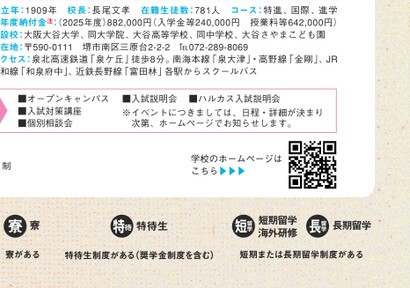 立年：1909年　校長：長尾文孝　在籍生徒数：781人　コース：特進、国際、進学
年度納付金注：（2025年度）882,000円（入学金等240,000円　授業料等642,000円）
設校：大阪大谷大学、同大学院、大谷高等学校、同中学校、大谷さやまこども園
在地：〒590-0111　堺市南区三原台2-2-2　℡072-289-8069
クセス：泉北高速鉄道「泉ケ丘」徒歩8分。南海本線「泉大津」・高野線「金剛」、JR
和線「和泉府中」、近鉄長野線「富田林」各駅からスクールバス
■オープンキャンパス　■入試説明会　■ハルカス入試説明会
■入試対策講座
■個別相談会
※イベントにつきましては、日程・詳細が決まり
次第、ホームページでお知らせします。
制
学校のホームページは
こちら▶▶▶
寮 寮
特待 特待生
短留学 短期留学
海外研修
長留学 長期留学
寮がある
特待生制度がある（奨学金制度を含む）
短期または長期留学制度がある